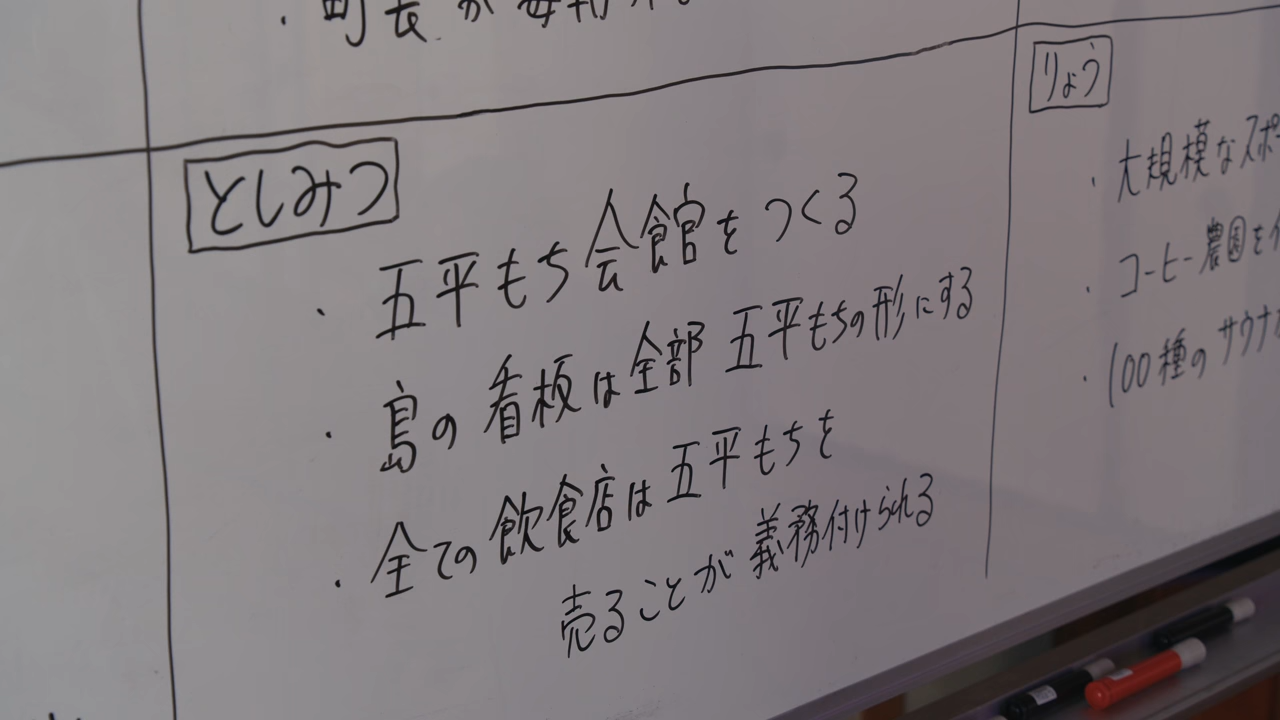 ・町長が毎
としみつ
・五平もち会館をつくる
・島の看板は全部五平もちの形にする
・全ての飲食店は五平もちを
売ることが義務付けられる
りょう
・大規模なスポ
・コーヒー農園を
・100種のサウナ